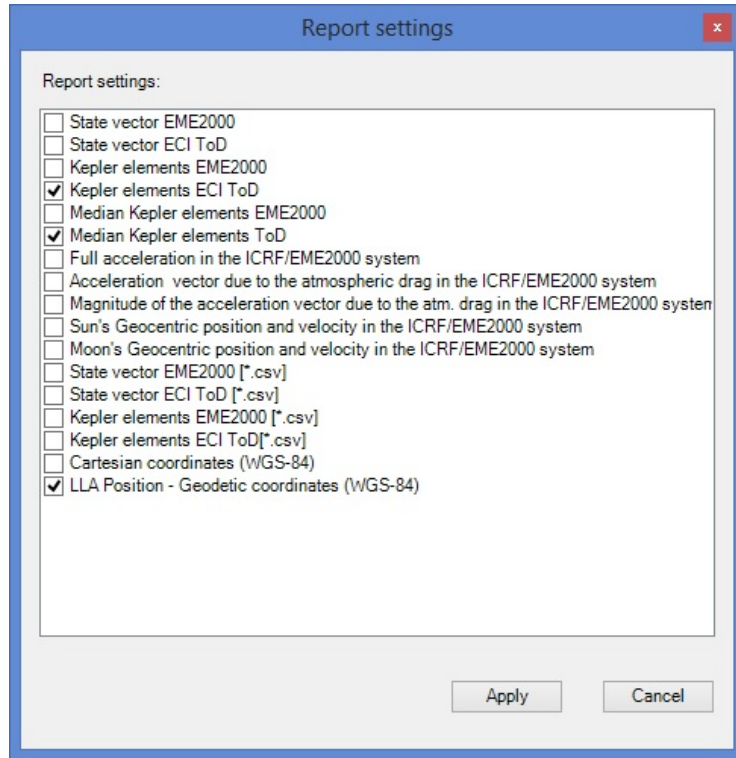 Report settings
x
Report settings:
State vector EME2000
State vector ECI ToD
Kepler elements EME2000
Kepler elements ECI ToD
Median Kepler elements EME2000
Median Kepler elements ToD
Full acceleration in the ICRF/EME2000 system
Acceleration  vector due to the atmospheric drag in the ICRF/EME2000 system
Magnitude of the acceleration vector due to the atm. drag in the ICRF/EME2000 system
Sun's Geocentric position and velocity in the ICRF/EME2000 system
Moon's Geocentric position and velocity in the ICRF/EME2000 system
State vector EME2000 [*.csv]
State vector ECI ToD [*.csv]
Kepler elements EME2000 [*.csv]
Kepler elements ECI ToD[*.csv]
Cartesian coordinates (WGS-84)
LLA Position - Geodetic coordinates (WGS-84)
Apply Cancel